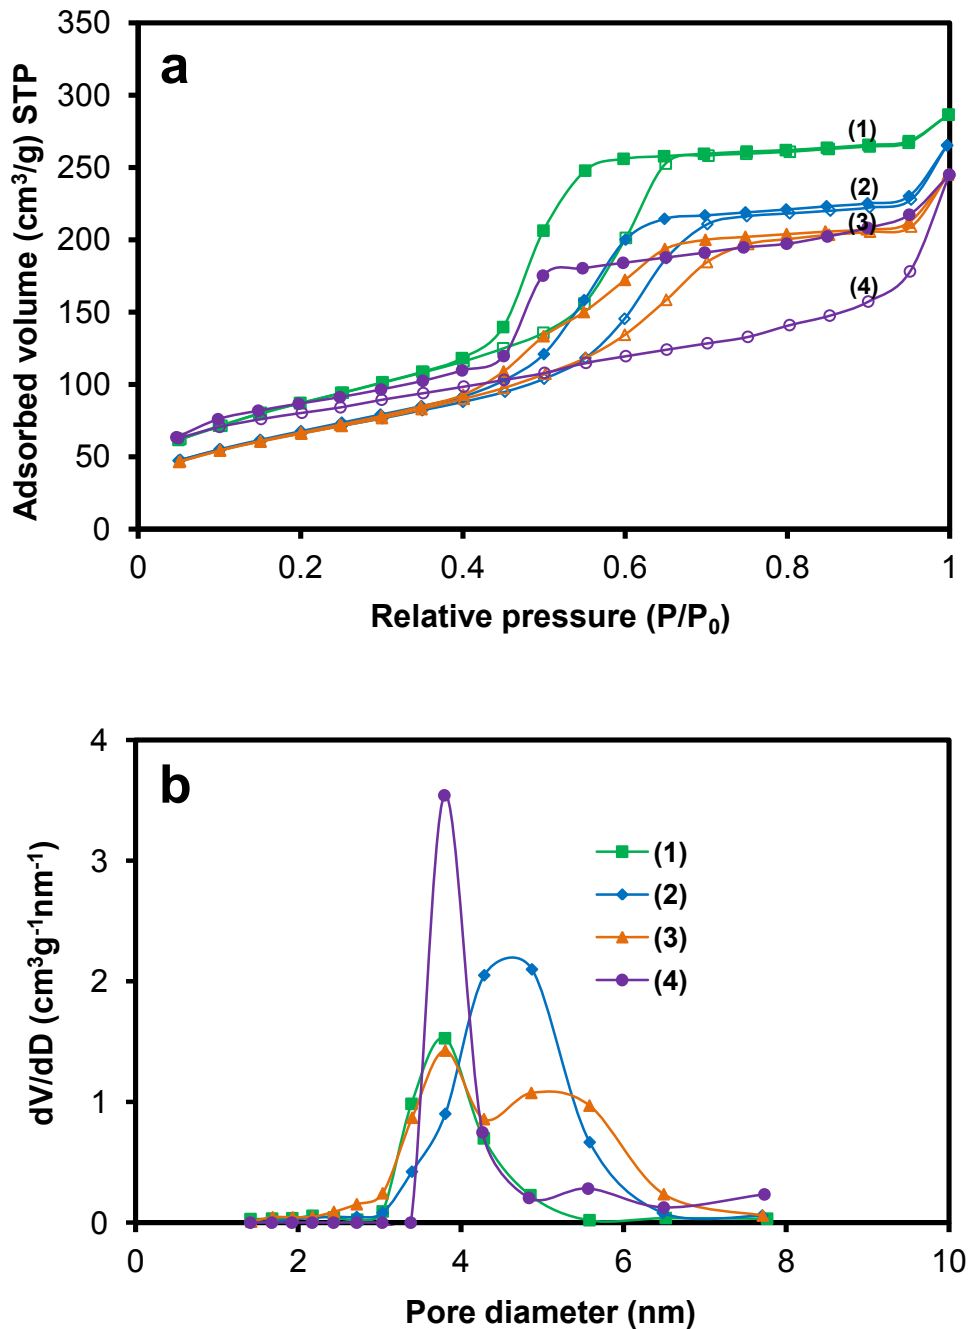 a
350
300
250
200
150
100
50
0
Adsorbed volume (cm³/g) STP
(1)
(2)
(3)
(4)
0 0.2 0.4 0.6 0.8 1
Relative pressure (P/P₀)
b
4
3
2
1
0
dV/dD (cm³g⁻¹nm⁻¹)
(1)
(2)
(3)
(4)
0 2 4 6 8 10
Pore diameter (nm)